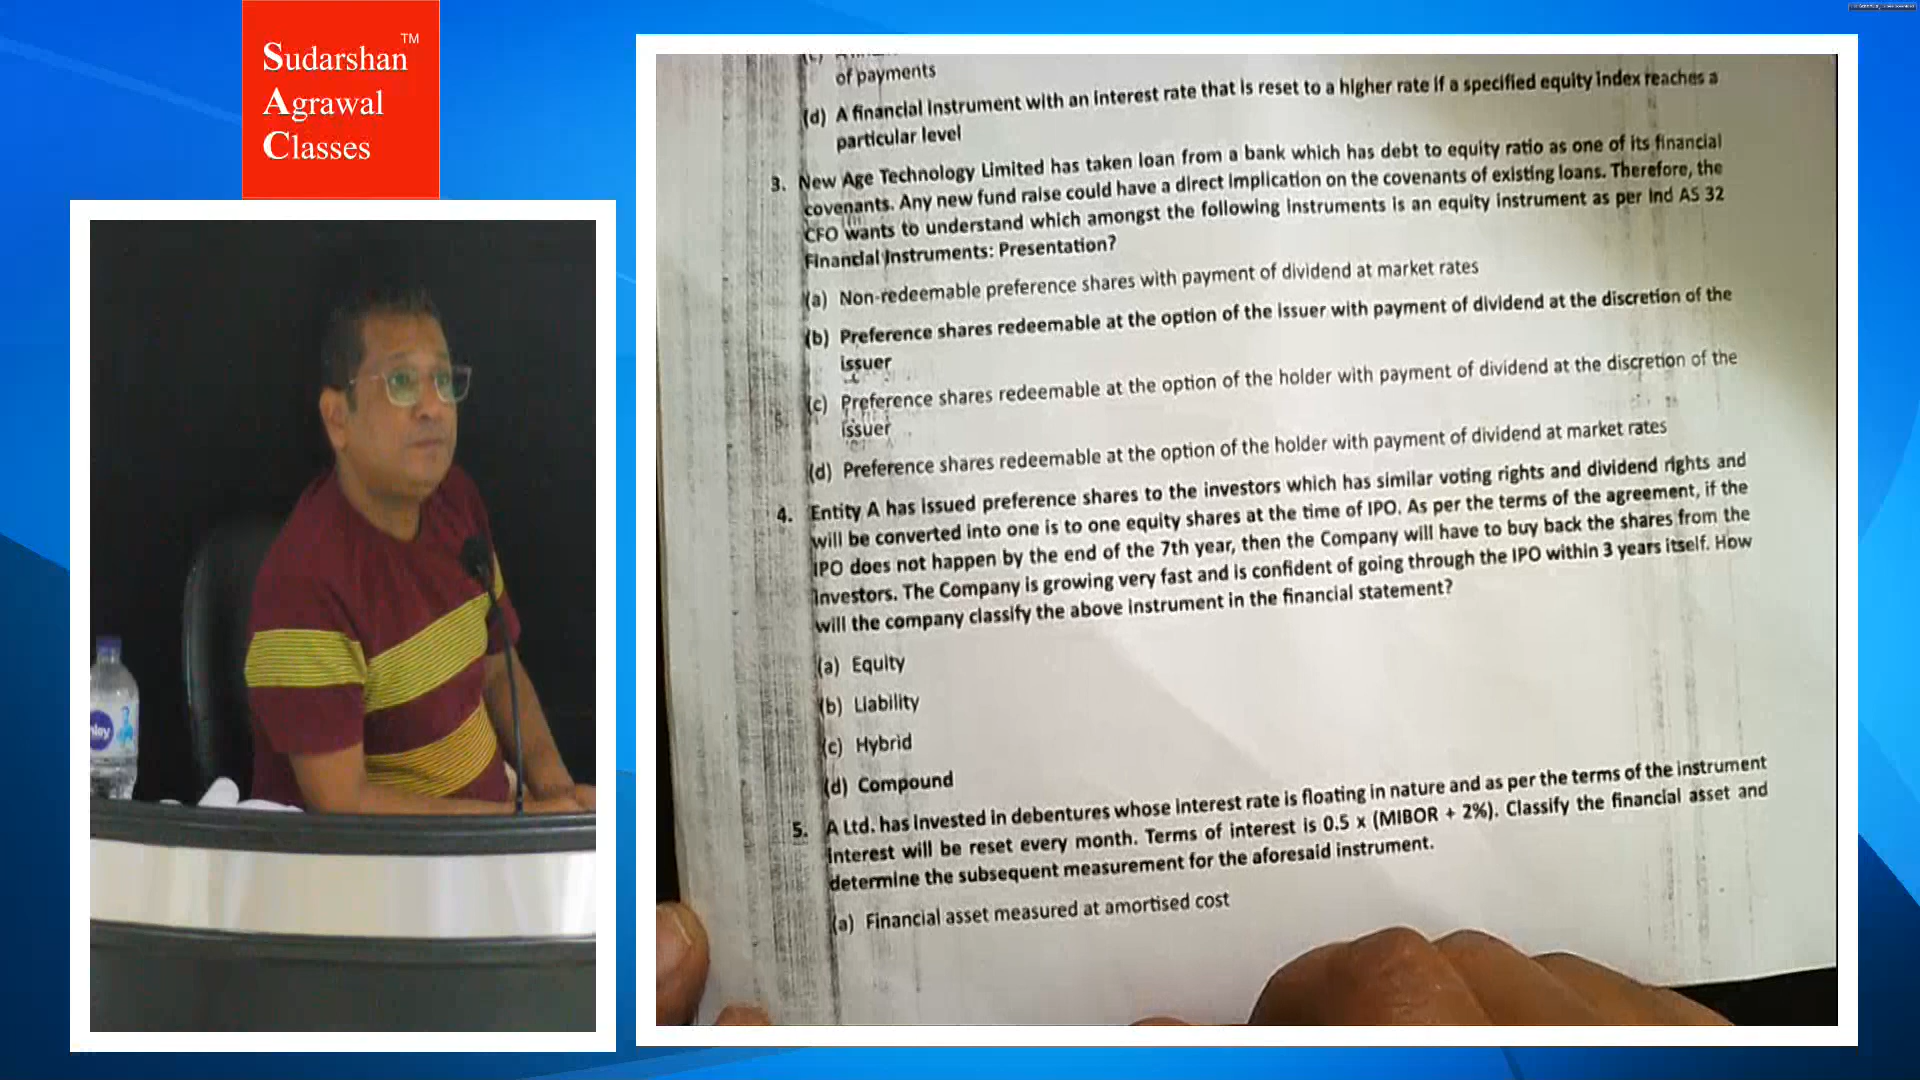 Sudarshan™
Agrawal
Classes
of payments
(d) A financial instrument with an interest rate that is reset to a higher rate if a specified equity index reaches a
particular level
3. New Age Technology Limited has taken loan from a bank which has debt to equity ratio as one of its financial
covenants. Any new fund raise could have a direct implication on the covenants of existing loans. Therefore, the
CFO wants to understand which amongst the following instruments is an equity instrument as per Ind AS 32
Financial Instruments: Presentation?
(a) Non-redeemable preference shares with payment of dividend at market rates
(b) Preference shares redeemable at the option of the issuer with payment of dividend at the discretion of the
issuer
(c) Preference shares redeemable at the option of the holder with payment of dividend at the discretion of the
issuer
(d) Preference shares redeemable at the option of the holder with payment of dividend at market rates
4. Entity A has issued preference shares to the investors which has similar voting rights and dividend rights and
will be converted into one is to one equity shares at the time of IPO. As per the terms of the agreement, if the
IPO does not happen by the end of the 7th year, then the Company will have to buy back the shares from the
investors. The Company is growing very fast and is confident of going through the IPO within 3 years itself. How
will the company classify the above instrument in the financial statement?
(a) Equity
(b) Liability
(c) Hybrid
(d) Compound
5. A Ltd. has invested in debentures whose interest rate is floating in nature and as per the terms of the instrument
interest will be reset every month. Terms of interest is 0.5 x (MIBOR + 2%). Classify the financial asset and
determine the subsequent measurement for the aforesaid instrument.
(a) Financial asset measured at amortised cost